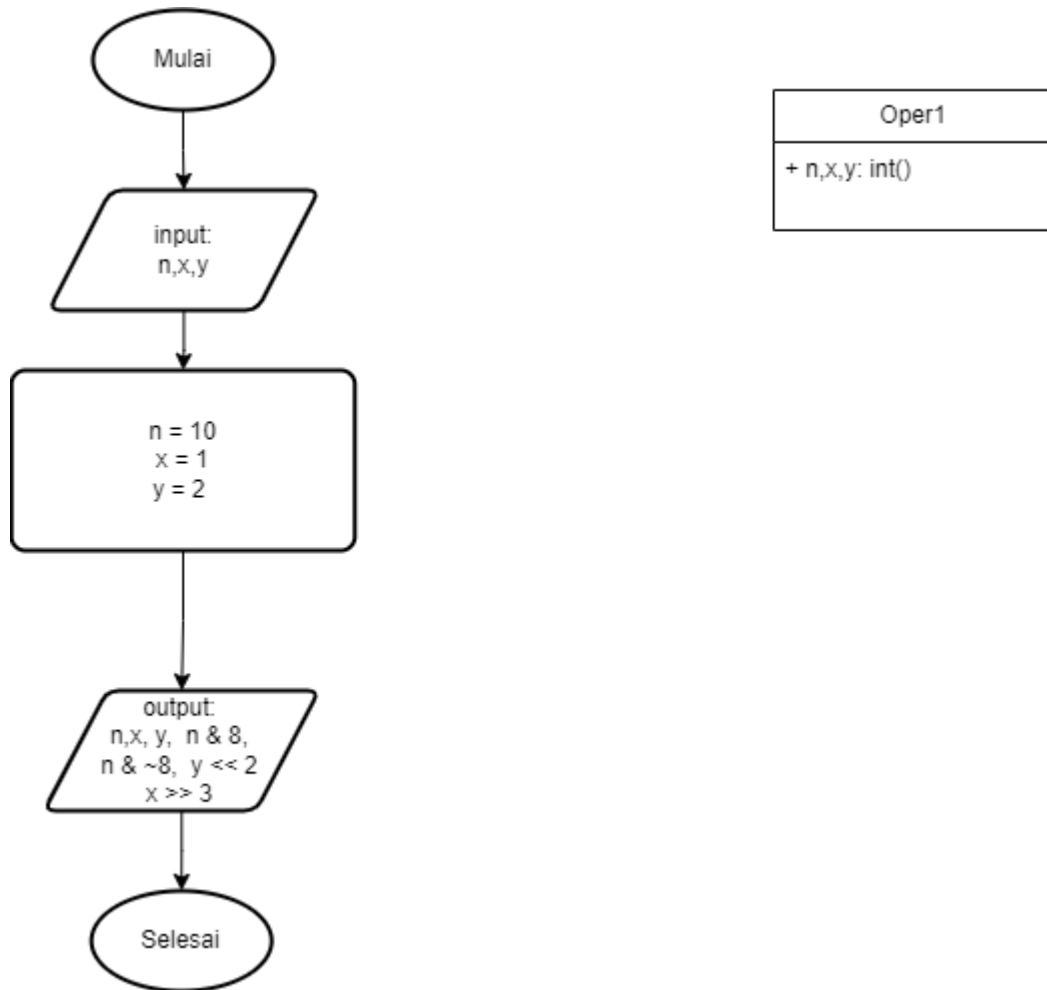 Mulai
input:
n,x,y
n = 10
x = 1
y = 2
output:
n,x, y, n & 8,
n & ~8, y << 2
x >> 3
Selesai
Oper1
+ n,x,y: int()